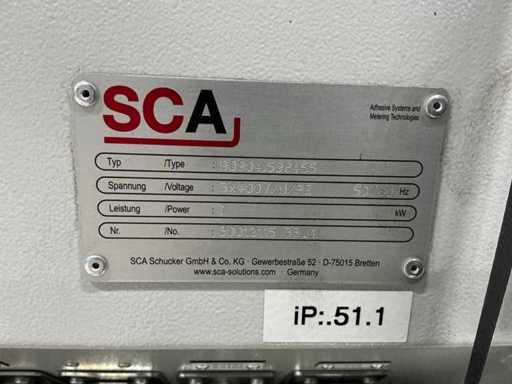 SCA
Adhesive Systems and
Metering Technologies
Typ /Type :
Spannung /Voltage : Hz
Leistung /Power : kW
Nr. /No. :
SCA Schucker GmbH & Co. KG · Gewerbestraße 52 · D-75015 Bretten
www.sca-solutions.com · Germany
iP:.51.1